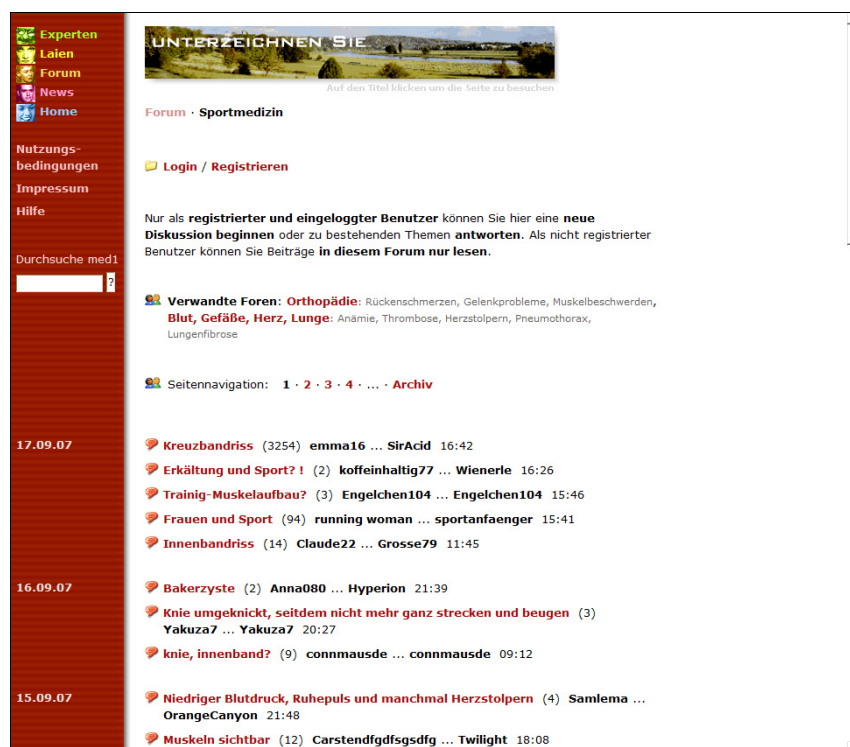 Experten
Laien
Forum
News
Home
Nutzungs-
bedingungen
Impressum
Hilfe
Durchsuche med1
?
UNTERZEICHNEN SIE
Auf den Titel klicken um die Seite zu besuchen
Forum · Sportmedizin
Login / Registrieren
Nur als registrierter und eingeloggter Benutzer können Sie hier eine neue
Diskussion beginnen oder zu bestehenden Themen antworten. Als nicht registrierter
Benutzer können Sie Beiträge in diesem Forum nur lesen.
Verwandte Foren: Orthopädie: Rückenschmerzen, Gelenkprobleme, Muskelbeschwerden,
Blut, Gefäße, Herz, Lunge: Anämie, Thrombose, Herzstolpern, Pneumothorax,
Lungenfibrose
Seitennavigation: 1 · 2 · 3 · 4 · ... · Archiv
17.09.07
Kreuzbandriss (3254) emma16 ... SirAcid 16:42
Erkältung und Sport? ! (2) koffeinhaltig77 ... Wienerle 16:26
Trainig-Muskelaufbau? (3) Engelchen104 ... Engelchen104 15:46
Frauen und Sport (94) running woman ... sportanfaenger 15:41
Innenbandriss (14) Claude22 ... Grosse79 11:45
16.09.07
Bakerzyste (2) Anna080 ... Hyperion 21:39
Knie umgeknickt, seitdem nicht mehr ganz strecken und beugen (3)
Yakuza7 ... Yakuza7 20:27
knie, innenband? (9) connmausde ... connmausde 09:12
15.09.07
Niedriger Blutdruck, Ruhepuls und manchmal Herzstolpern (4) Samlema ...
OrangeCanyon 21:48
Muskeln sichtbar (12) Carstendfgdfsgsdfg ... Twilight 18:08